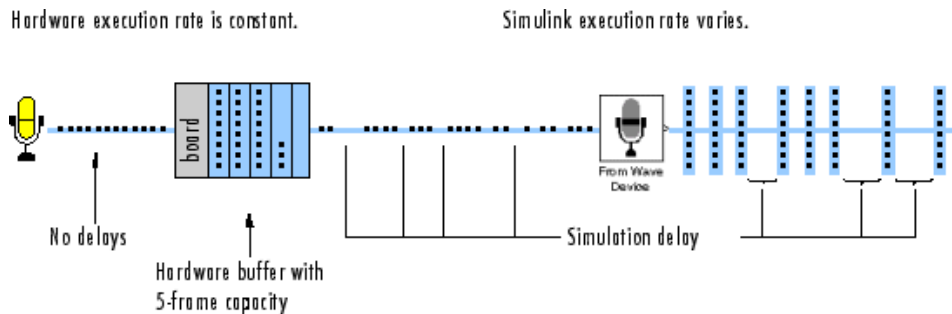 Hardware execution rate is constant.
Simulink execution rate varies.
board
From Wave
Device
No delays
Simulation delay
Hardware buffer with
5-frame capacity